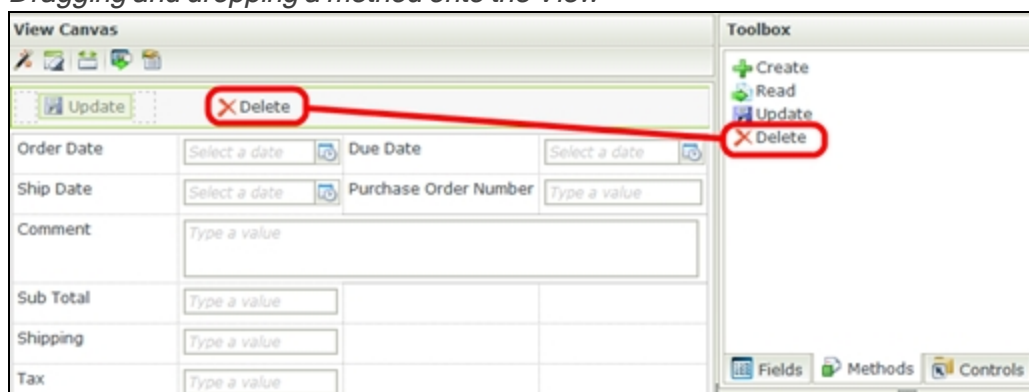 Dragging and dropping a method onto the View
View Canvas
Update
Delete
Order Date Select a date Due Date Select a date
Ship Date Select a date Purchase Order Number Type a value
Comment Type a value
Sub Total Type a value
Shipping Type a value
Tax Type a value
Toolbox
Create
Read
Update
Delete
Fields Methods Controls